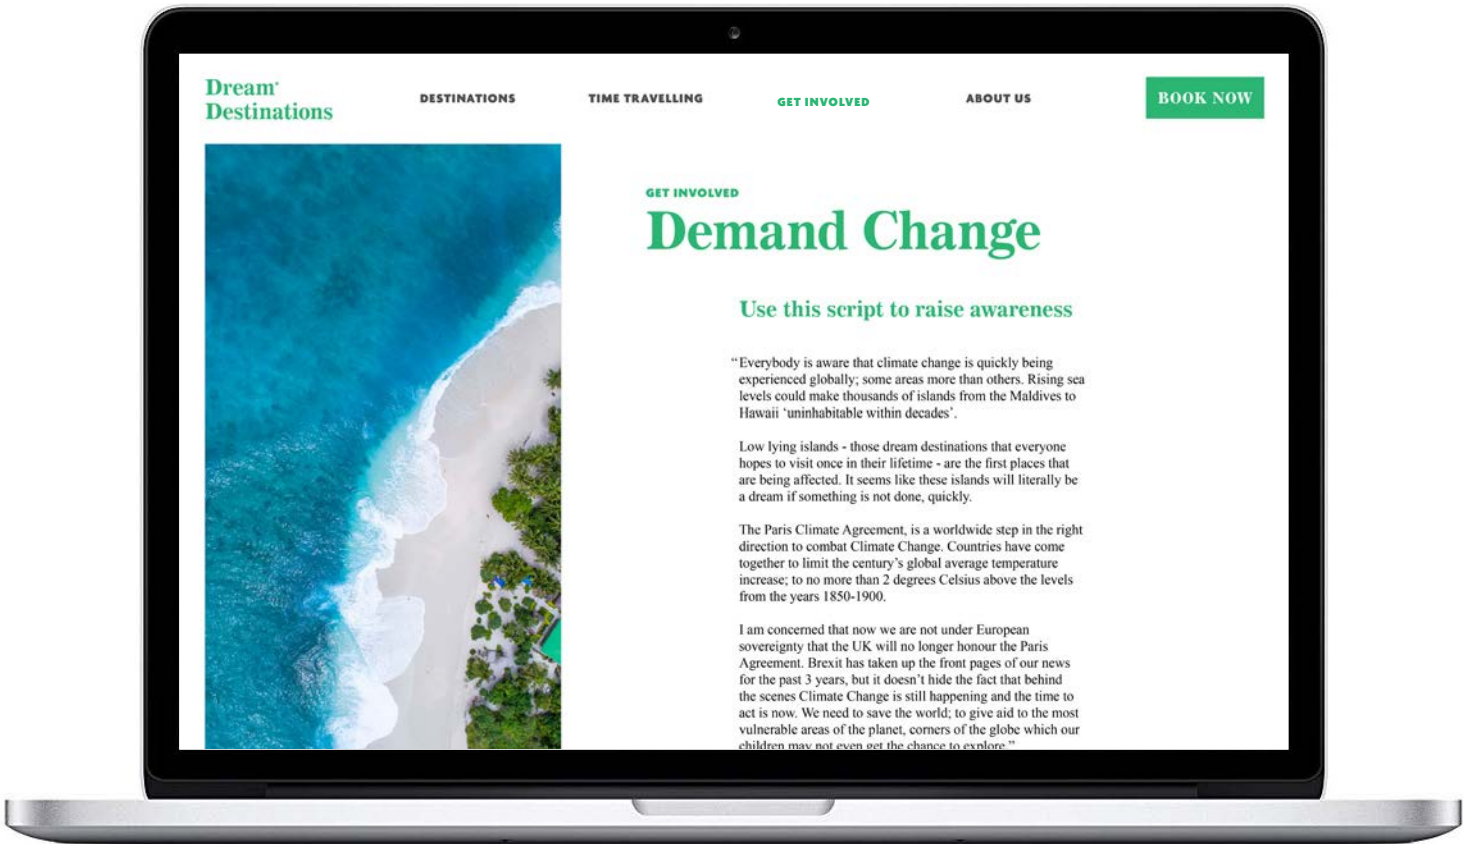 Dream
Destinations
DESTINATIONS
TIME TRAVELLING
GET INVOLVED
ABOUT US
BOOK NOW
GET INVOLVED
Demand Change
Use this script to raise awareness
“Everybody is aware that climate change is quickly being
experienced globally; some areas more than others. Rising sea
levels could make thousands of islands from the Maldives to
Hawaii ‘uninhabitable within decades’.
Low lying islands - those dream destinations that everyone
hopes to visit once in their lifetime - are the first places that
are being affected. It seems like these islands will literally be
a dream if something is not done, quickly.
The Paris Climate Agreement, is a worldwide step in the right
direction to combat Climate Change. Countries have come
together to limit the century’s global average temperature
increase; to no more than 2 degrees Celsius above the levels
from the years 1850-1900.
I am concerned that now we are not under European
sovereignty that the UK will no longer honour the Paris
Agreement. Brexit has taken up the front pages of our news
for the past 3 years, but it doesn’t hide the fact that behind
the scenes Climate Change is still happening and the time to
act is now. We need to save the world; to give aid to the most
vulnerable areas of the planet, corners of the globe which our
children may not even get the chance to explore.”